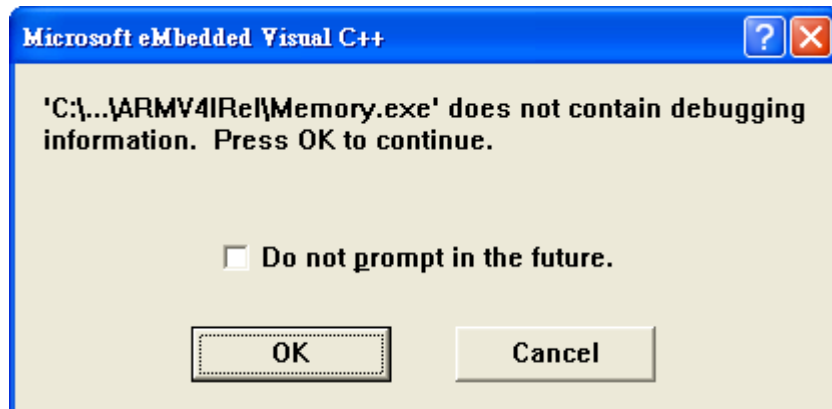 Microsoft eMbedded Visual C++
'C:\...\ARMV4IRel\Memory.exe' does not contain debugging
information. Press OK to continue.
Do not prompt in the future.
OK
Cancel